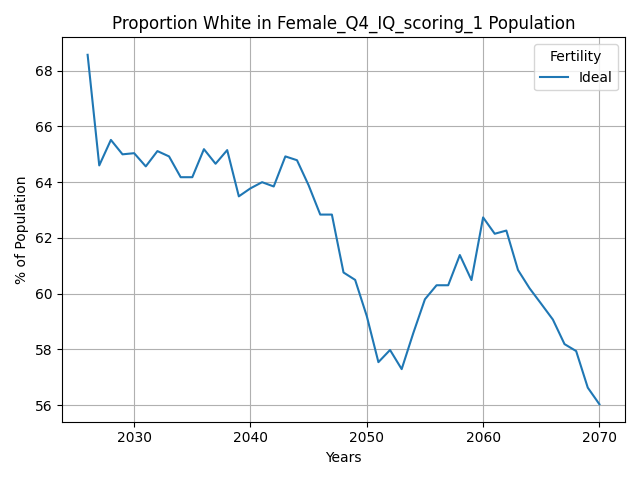 Proportion White in Female_Q4_IQ_scoring_1 Population
Fertility
Ideal
% of Population
68
66
64
62
60
58
56
2030
2040
2050
2060
2070
Years